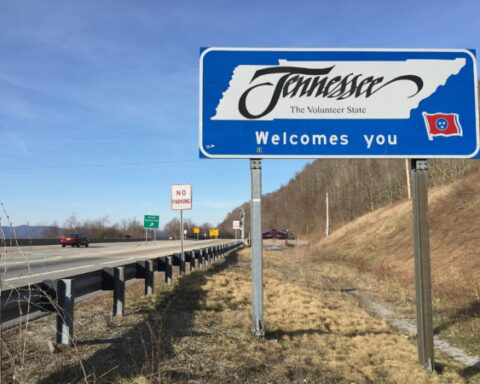 Tennessee
The Volunteer State
Welcomes you
NO
PARKING